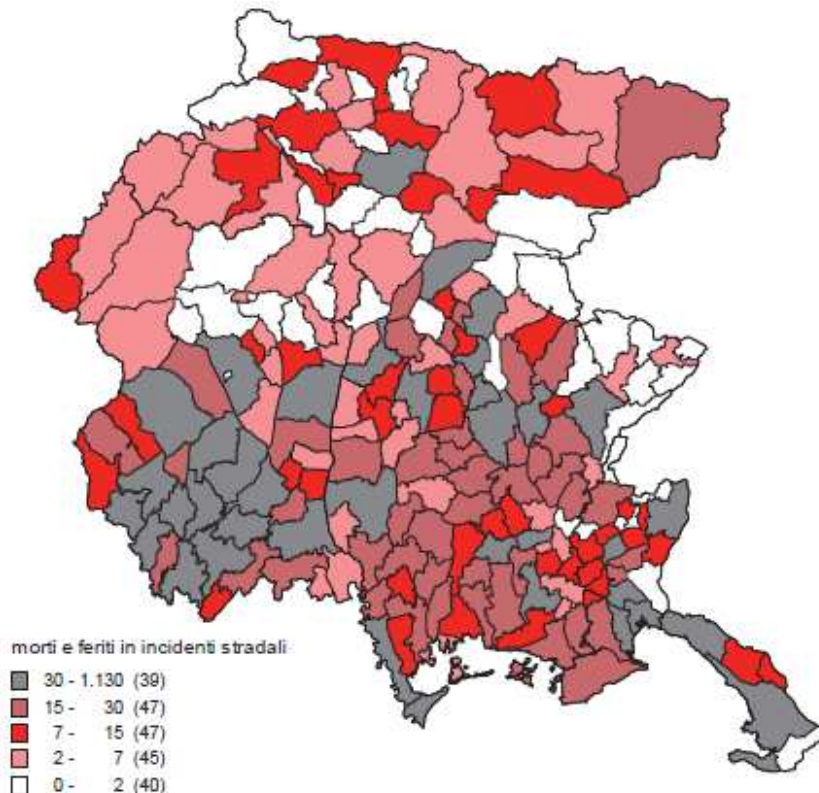 morti e feriti in incidenti stradali
30 - 1.130 (39)
15 - 30 (47)
7 - 15 (47)
2 - 7 (45)
0 - 2 (40)